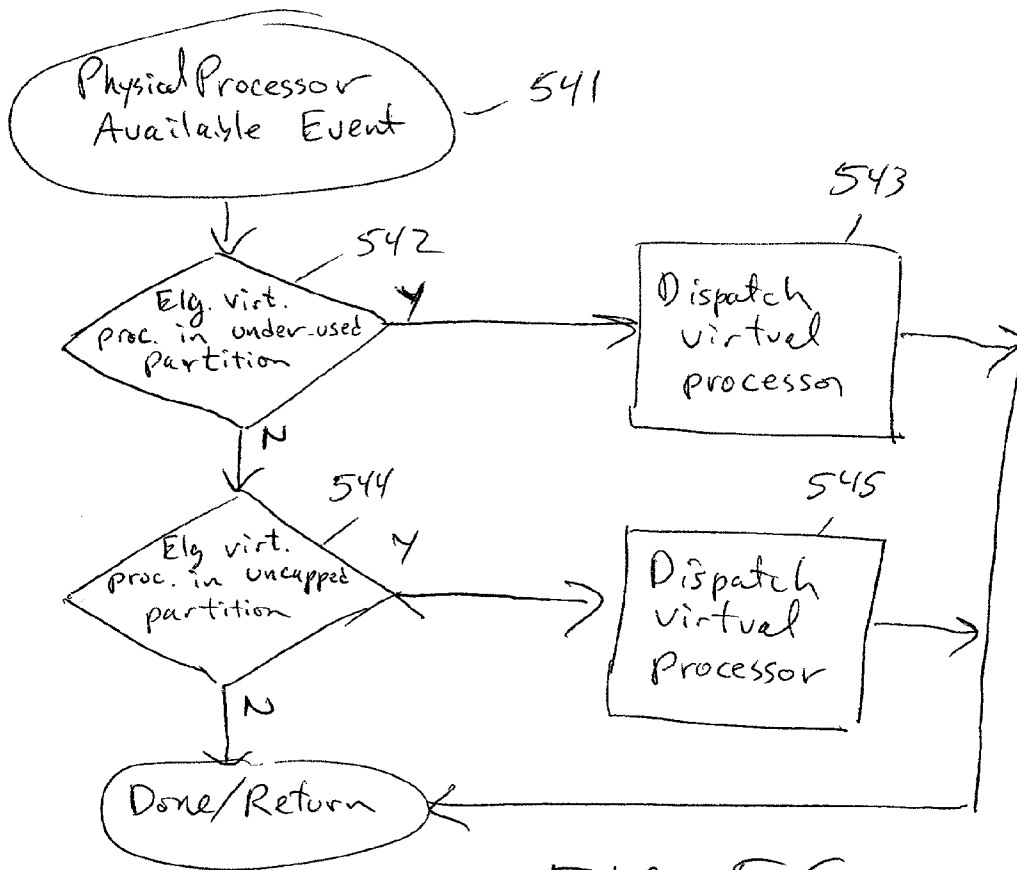 Physical Processor
Available Event
541
542
Elg. virt.
proc. in under-used
partition
Y
543
Dispatch
virtual
processor
N
544
Elg virt.
proc. in uncapped
partition
Y
545
Dispatch
virtual
processor
N
Done/Return